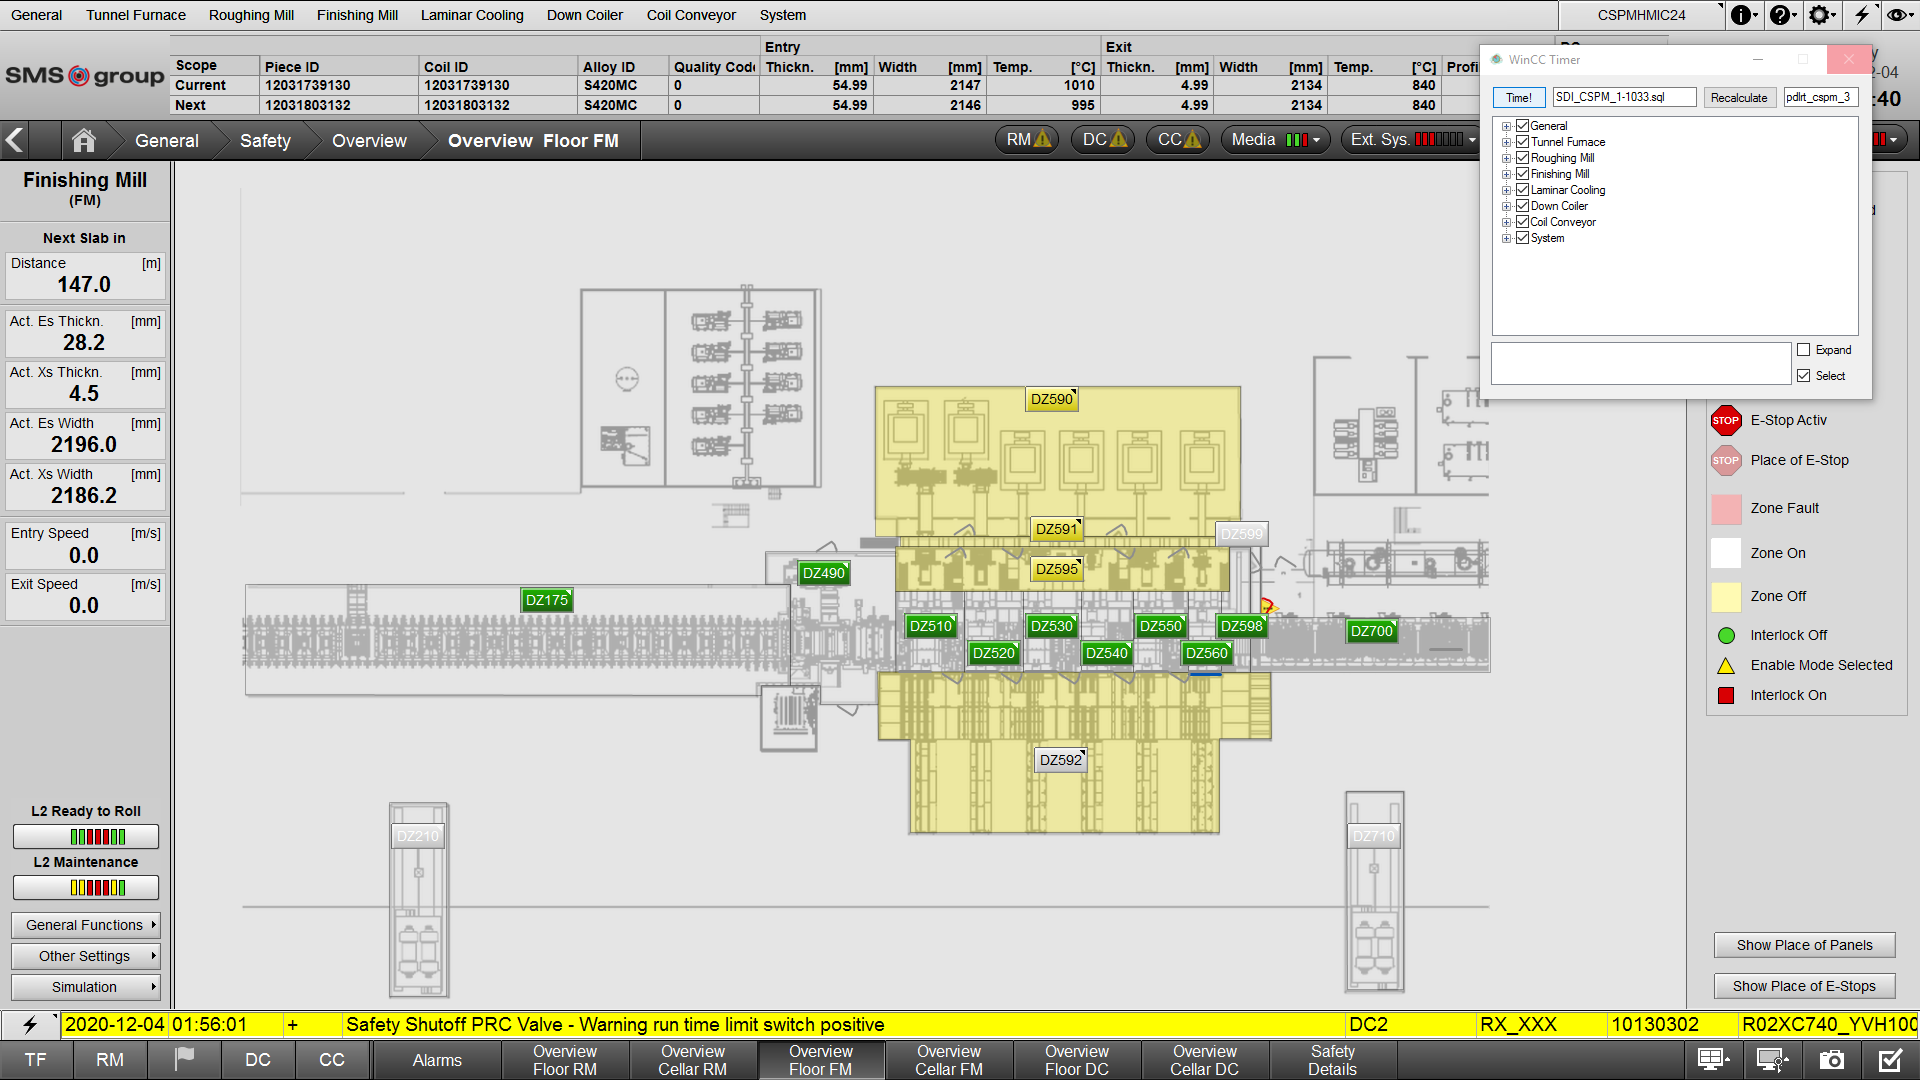 General Tunnel Furnace Roughing Mill Finishing Mill Laminar Cooling Down Coiler Coil Conveyor System CSPMHMIC24
SMS group
Entry Exit
Scope Piece ID Coil ID Alloy ID Quality Code Thickn. [mm] Width [mm] Temp. [°C] Thickn. [mm] Width [mm] Temp. [°C]
Current 12031739130 12031739130 S420MC 0 54.99 2147 1010 4.99 2134 840
Next 12031803132 12031803132 S420MC 0 54.99 2146 995 4.99 2134 840
General Safety Overview Overview Floor FM RM DC CC Media Ext. Sys.
WinCC Timer
Time! SDI_CSPM_1-1033.sql Recalculate pdlrt_cspm_3
General
Tunnel Furnace
Roughing Mill
Finishing Mill
Laminar Cooling
Down Coiler
Coil Conveyor
System
Expand
Select
-04
:40
Finishing Mill
(FM)
Next Slab in
Distance [m]
147.0
Act. Es Thickn. [mm]
28.2
Act. Xs Thickn. [mm]
4.5
Act. Es Width [mm]
2196.0
Act. Xs Width [mm]
2186.2
Entry Speed [m/s]
0.0
Exit Speed [m/s]
0.0
L2 Ready to Roll
L2 Maintenance
General Functions
Other Settings
Simulation
DZ590
DZ591
DZ599
DZ595
DZ490
DZ175
DZ510 DZ530 DZ550 DZ598
DZ700
DZ520 DZ540 DZ560
DZ592
DZ210
DZ710
STOP E-Stop Activ
STOP Place of E-Stop
Zone Fault
Zone On
Zone Off
Interlock Off
Enable Mode Selected
Interlock On
Show Place of Panels
Show Place of E-Stops
2020-12-04 01:56:01 + Safety Shutoff PRC Valve - Warning run time limit switch positive DC2 RX_XXX 10130302 R02XC740_YVH100
TF RM DC CC Alarms
Overview Floor RM
Overview Cellar RM
Overview Floor FM
Overview Cellar FM
Overview Floor DC
Overview Cellar DC
Safety Details